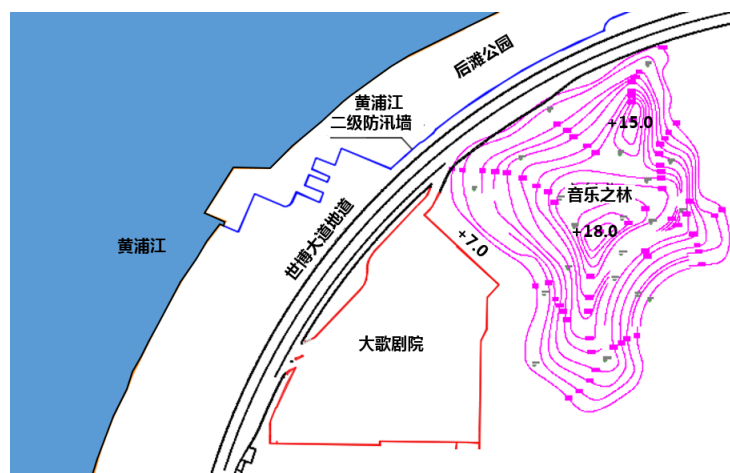 后滩公园
黄浦江
二级防汛墙
+15.0
音乐之林
+18.0
世博大道地道
+7.0
黄浦江
大歌剧院